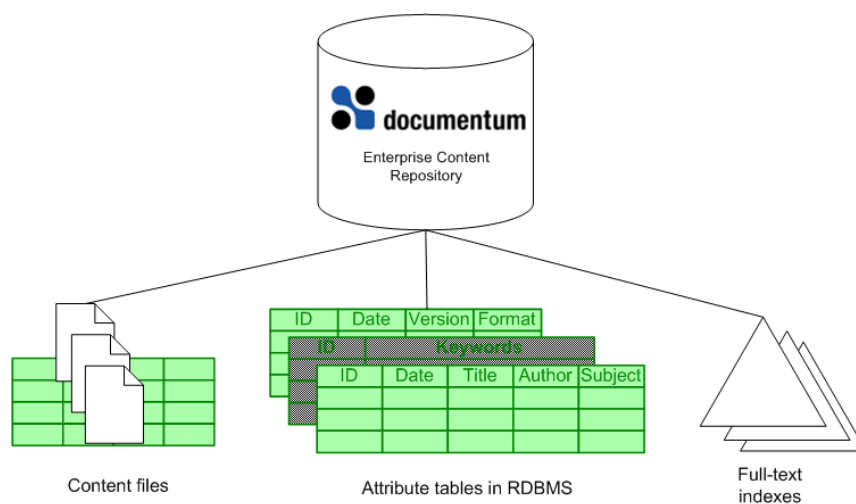 documentum
Enterprise Content
Repository
ID Date Version Format
ID Keywords
ID Date Title Author Subject
Content files
Attribute tables in RDBMS
Full-text
indexes